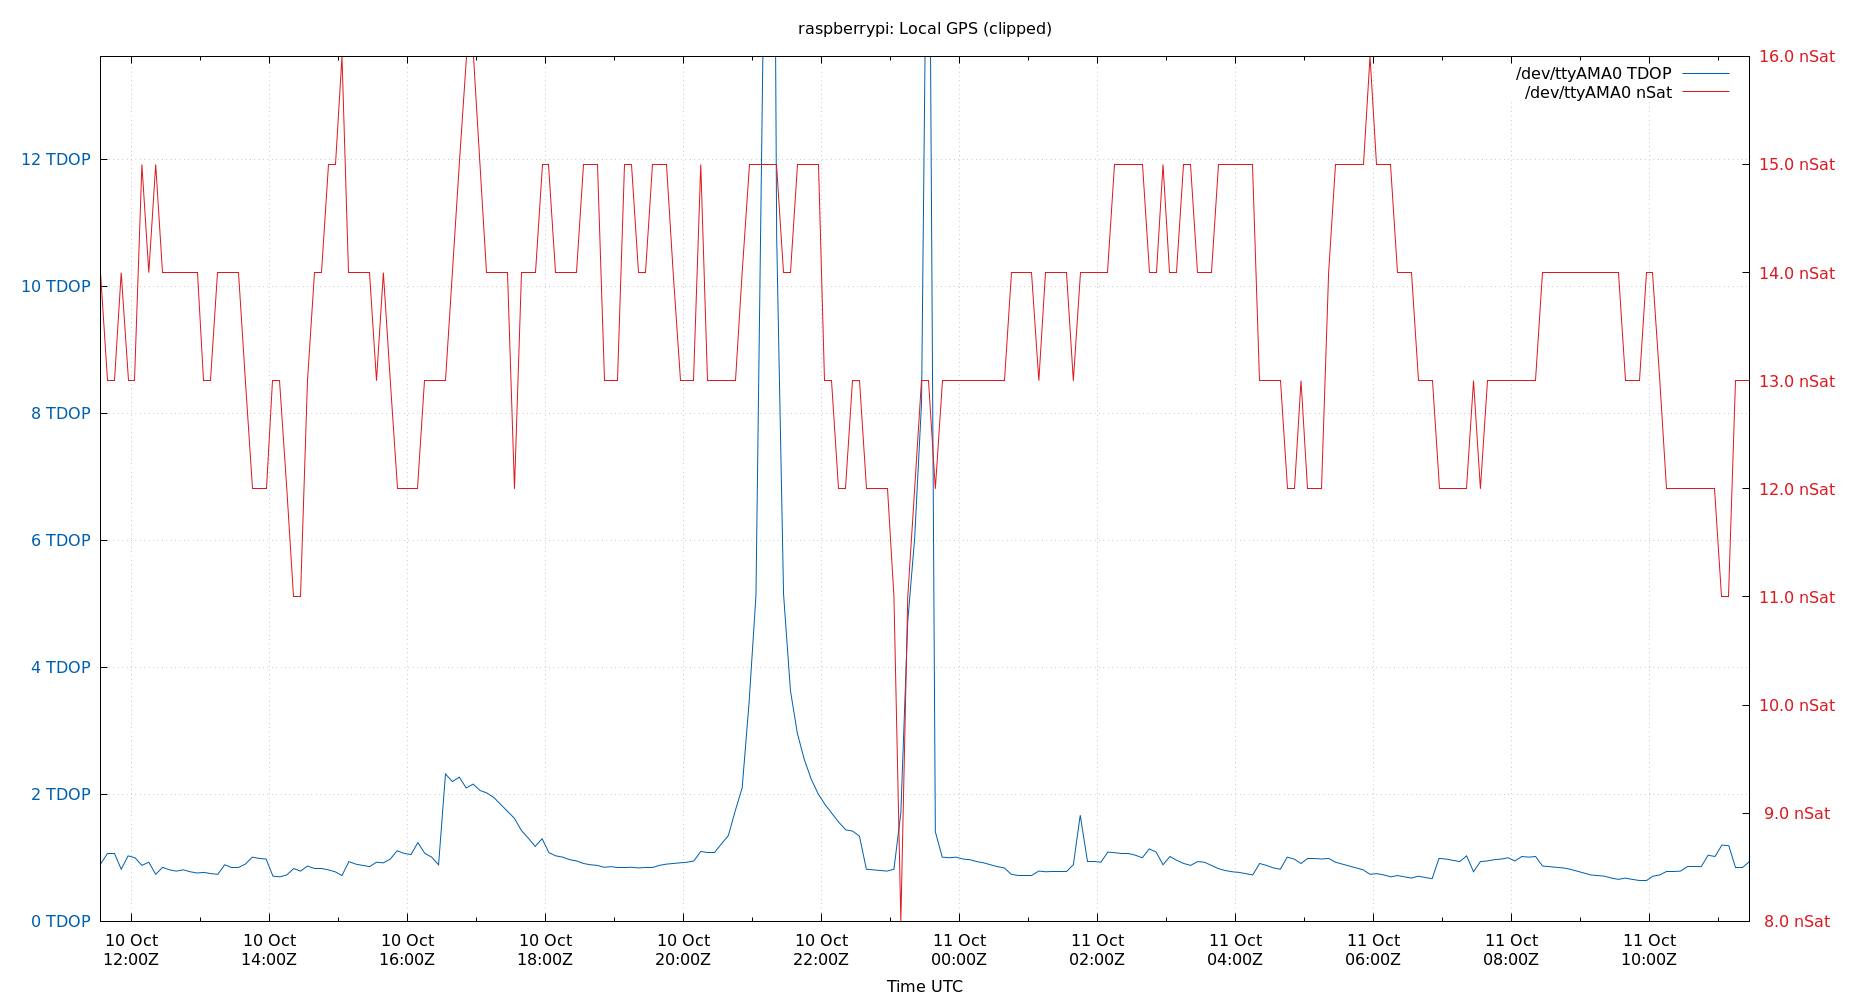 raspberrypi: Local GPS (clipped)
/dev/ttyAMA0 TDOP
/dev/ttyAMA0 nSat
12 TDOP
10 TDOP
8 TDOP
6 TDOP
4 TDOP
2 TDOP
0 TDOP
16.0 nSat
15.0 nSat
14.0 nSat
13.0 nSat
12.0 nSat
11.0 nSat
10.0 nSat
9.0 nSat
8.0 nSat
10 Oct 10 Oct 10 Oct 10 Oct 10 Oct 10 Oct 11 Oct 11 Oct 11 Oct 11 Oct 11 Oct 11 Oct
12:00Z 14:00Z 16:00Z 18:00Z 20:00Z 22:00Z 00:00Z 02:00Z 04:00Z 06:00Z 08:00Z 10:00Z
Time UTC